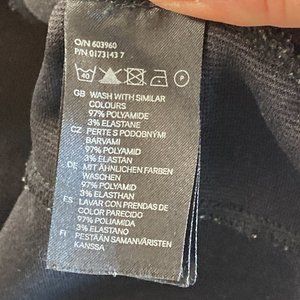 O/N 603960
P/N 0173143 7
40 P
GB WASH WITH SIMILAR
COLOURS
97% POLYAMIDE
3% ELASTANE
CZ PERTE S PODOBNÝMI
BARVAMI
97% POLYAMID
3% ELASTAN
DE MIT ÄHNLICHEN FARBEN
WASCHEN
97% POLYAMID
3% ELASTHAN
ES LAVAR CON PRENDAS DE
COLOR PARECIDO
97% POLIAMIDA
3% ELASTANO
FI PESTÄÄN SAMANVÄRISTEN
KANSSA